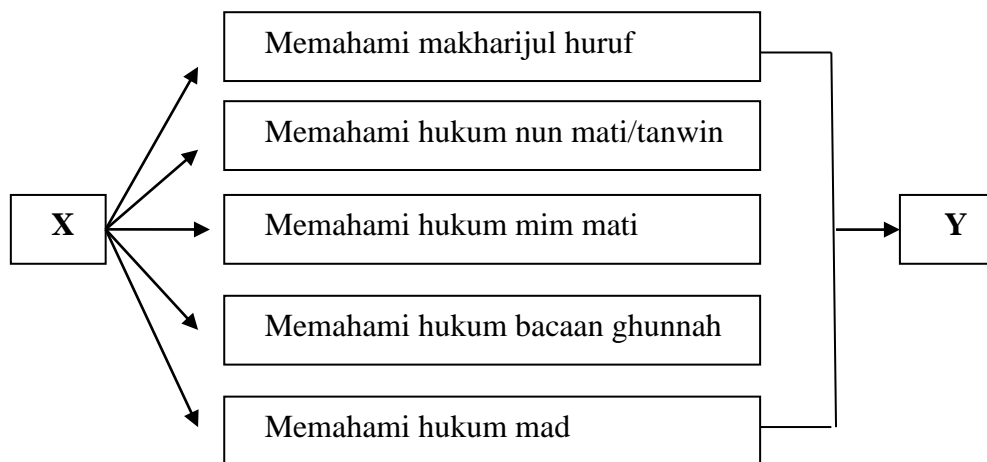 Memahami makharijul huruf
Memahami hukum nun mati/tanwin
X
Memahami hukum mim mati
Y
Memahami hukum bacaan ghunnah
Memahami hukum mad